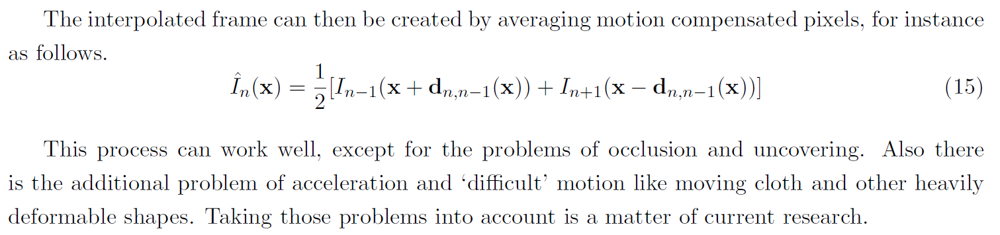 The interpolated frame can then be created by averaging motion compensated pixels, for instance
as follows.
$$\hat{I}_n(\mathbf{x}) = \frac{1}{2}[I_{n-1}(\mathbf{x} + \mathbf{d}_{n,n-1}(\mathbf{x})) + I_{n+1}(\mathbf{x} - \mathbf{d}_{n,n-1}(\mathbf{x}))] \quad (15)$$
This process can work well, except for the problems of occlusion and uncovering. Also there
is the additional problem of acceleration and ‘difficult’ motion like moving cloth and other heavily
deformable shapes. Taking those problems into account is a matter of current research.